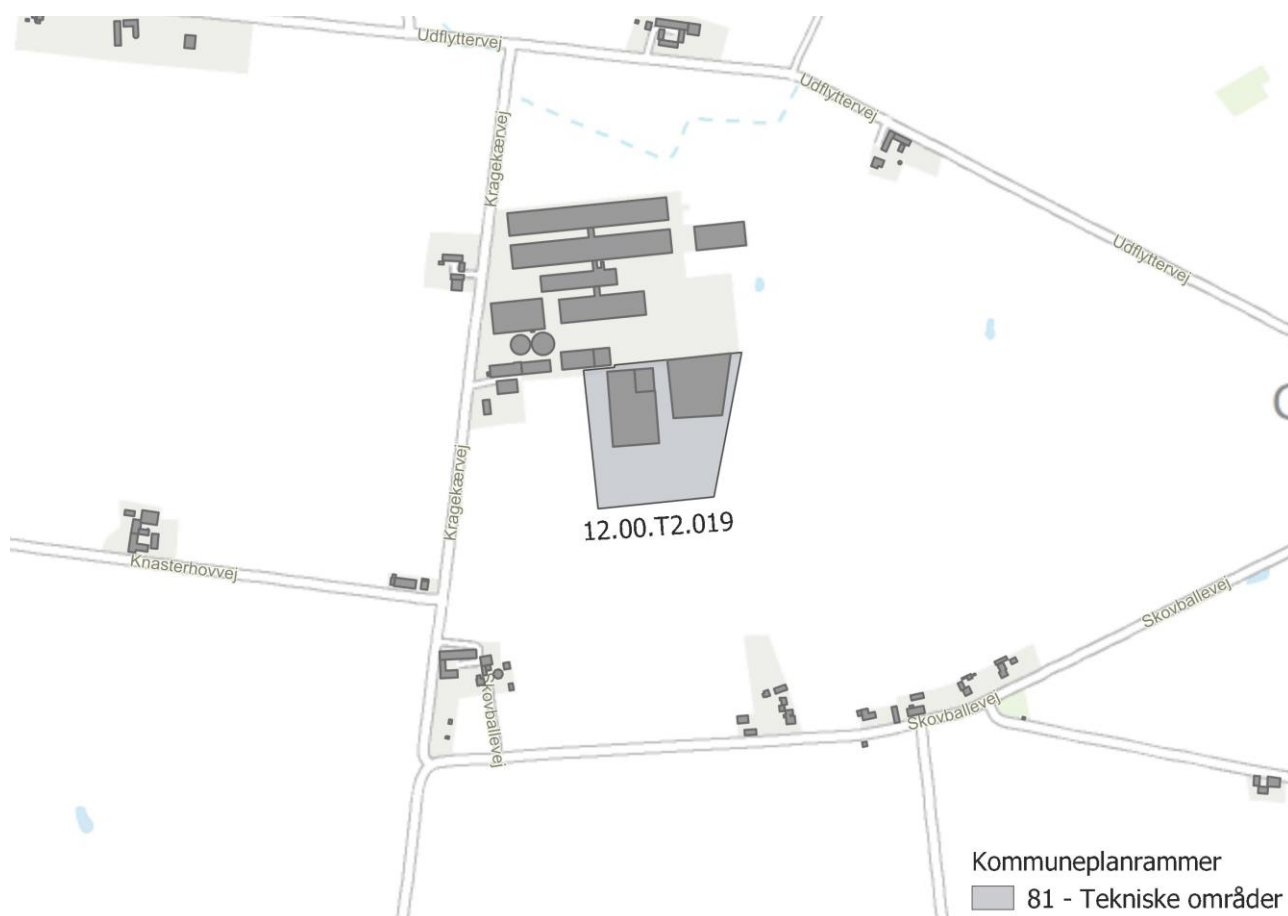 Udflyttervej
Udflyttervej
Kragekærvej
Udflyttervej
Kragekærvej
12.00.T2.019
Knasterhovvej
Skovballevej
Skovballevej
Skovballevej
Kommuneplanrammer
81 - Tekniske områder